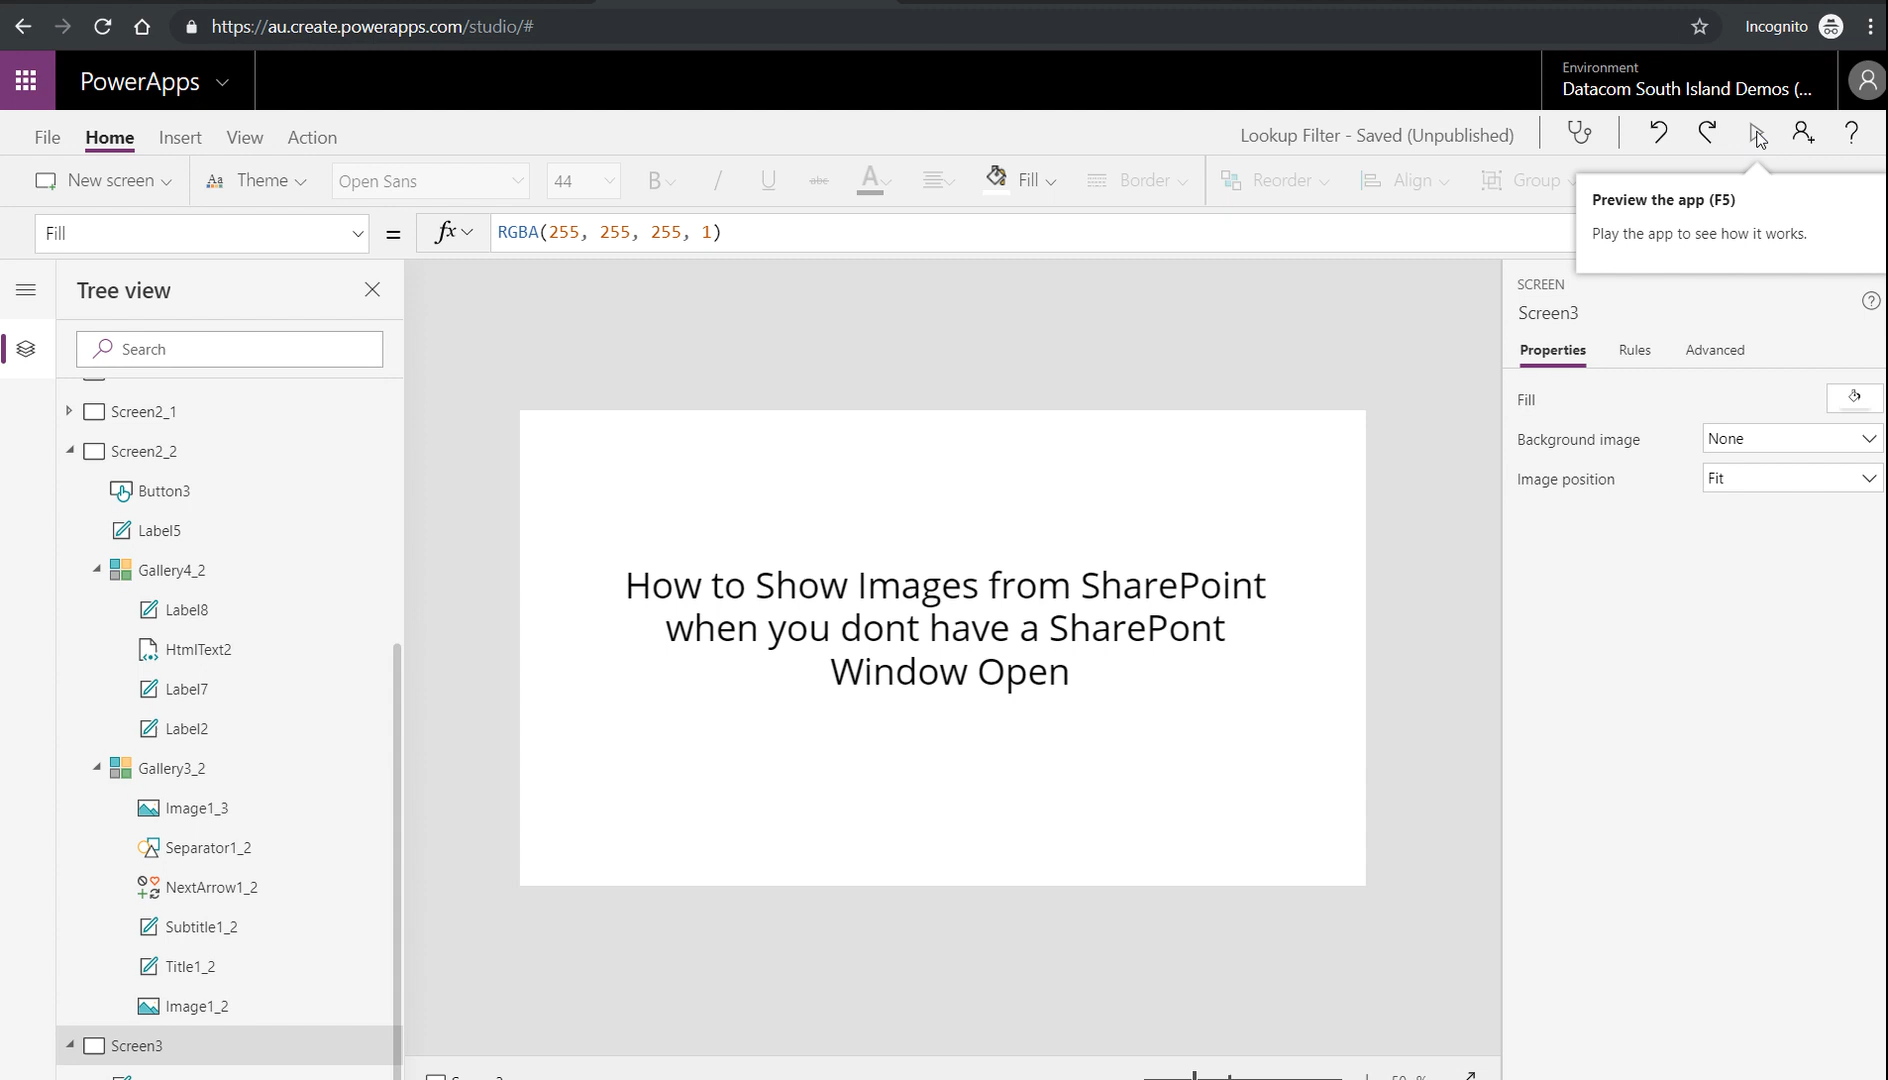 https://au.create.powerapps.com/studio/#
Incognito
PowerApps
Environment
Datacom South Island Demos (...
File
Home
Insert
View
Action
Lookup Filter - Saved (Unpublished)
?
New screen
Aa Theme
Open Sans
44
B
/
U
abc
A
Fill
Border
Reorder
Align
Group
Preview the app (F5)
Play the app to see how it works.
Fill
=
fx
RGBA(255, 255, 255, 1)
Tree view
Search
Screen2_1
Screen2_2
Button3
Label5
Gallery4_2
Label8
HtmlText2
Label7
Label2
Gallery3_2
Image1_3
Separator1_2
NextArrow1_2
Subtitle1_2
Title1_2
Image1_2
Screen3
How to Show Images from SharePoint
when you dont have a SharePont
Window Open
SCREEN
Screen3
?
Properties
Rules
Advanced
Fill
Background image
None
Image position
Fit